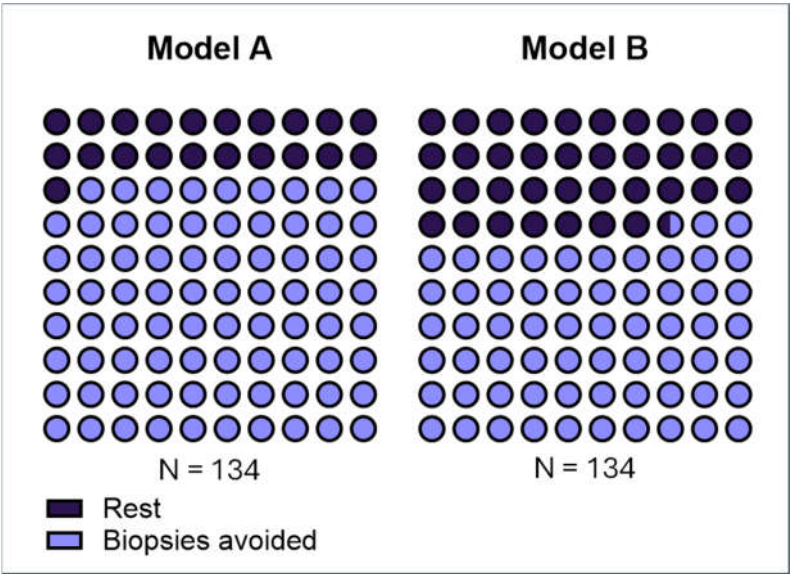 Model A
Model B
N = 134
N = 134
Rest
Biopsies avoided